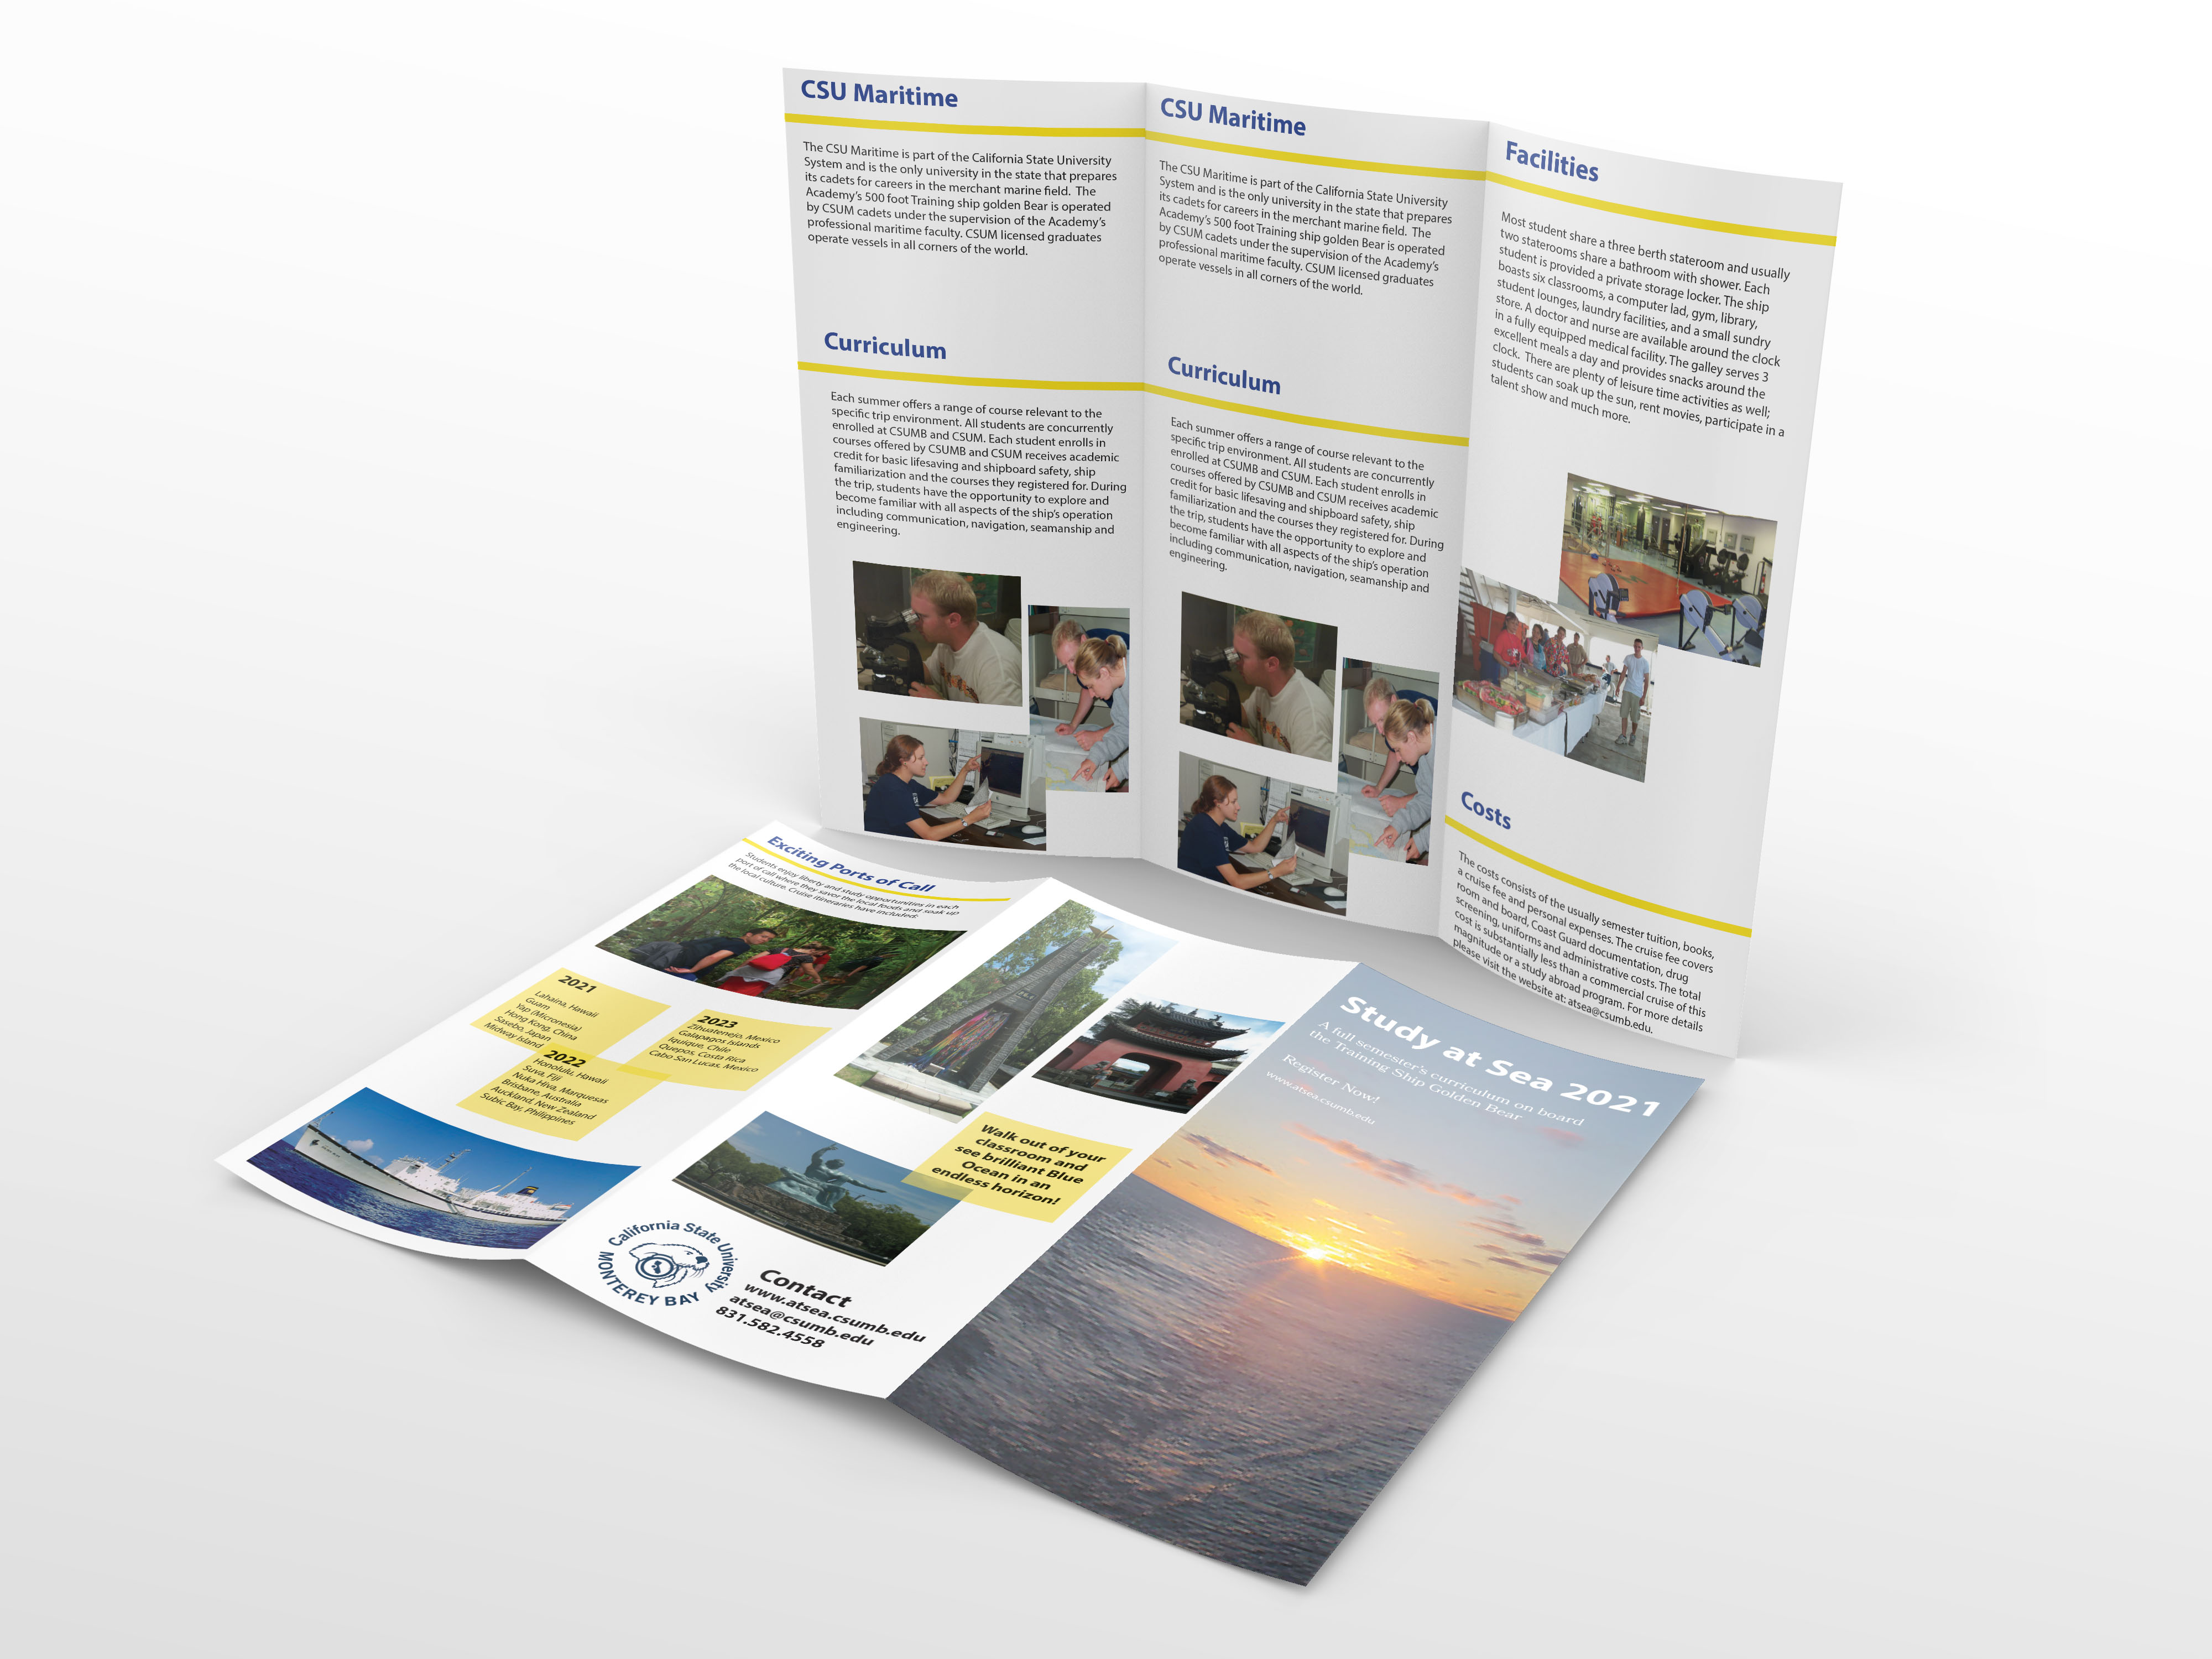 CSU Maritime
The CSU Maritime is part of the California State University
System and is the only university in the state that prepares
its cadets for careers in the merchant marine field. The
Academy's 500 foot Training ship golden Bear is operated
by CSUM cadets under the supervision of the Academy's
professional maritime faculty. CSUM licensed graduates
operate vessels in all corners of the world.
Curriculum
Each summer offers a range of course relevant to the
specific trip environment. All students are concurrently
enrolled at CSUMB and CSUM. Each student enrolls in
courses offered by CSUMB and CSUM receives academic
credit for basic lifesaving and shipboard safety, ship
familiarization and the courses they registered for. During
the trip, students have the opportunity to explore and
become familiar with all aspects of the ship's operation
including communication, navigation, seamanship and
engineering.
CSU Maritime
The CSU Maritime is part of the California State University
System and is the only university in the state that prepares
its cadets for careers in the merchant marine field. The
Academy's 500 foot Training ship golden Bear is operated
by CSUM cadets under the supervision of the Academy's
professional maritime faculty. CSUM licensed graduates
operate vessels in all corners of the world.
Curriculum
Each summer offers a range of course relevant to the
specific trip environment. All students are concurrently
enrolled at CSUMB and CSUM. Each student enrolls in
courses offered by CSUMB and CSUM receives academic
credit for basic lifesaving and shipboard safety, ship
familiarization and the courses they registered for. During
the trip, students have the opportunity to explore and
become familiar with all aspects of the ship's operation
including communication, navigation, seamanship and
engineering.
Facilities
Most student share a three berth stateroom and usually
two staterooms share a bathroom with shower. Each
student is provided a private storage locker. The ship
boasts six classrooms, a computer lad, gym, library,
student lounges, laundry facilities, and a small sundry
store. A doctor and nurse are available around the clock
in a fully equipped medical facility. The galley serves 3
excellent meals a day and provides snacks around the
clock. There are plenty of leisure time activities as well;
students can soak up the sun, rent movies, participate in a
talent show and much more.
Costs
The costs consists of the usually semester tuition, books,
a cruise fee and personal expenses. The cruise fee covers
room and board, Coast Guard documentation, drug
screening, uniforms and administrative costs. The total
cost is substantially less than a commercial cruise of this
magnitude or a study abroad program. For more details
please visit the website at: atsea@csumb.edu.
Exciting Ports of Call
Students enjoy liberty and study opportunities in each
port of call where they savor the local foods and soak up
the local culture. Cruise itineraries have included:
2021
Lahaina, Hawaii
Guam
Yap (Micronesia)
Hong Kong, China
Sasebo, Japan
Midway Island
2022
Honolulu, Hawaii
Suva, Fiji
Nuka Hiva, Marquesas
Brisbane, Australia
Auckland, New Zealand
Subic Bay, Philippines
2023
Zihuatenejo, Mexico
Galapagos Islands
Iquique, Chile
Quepos, Costa Rica
Cabo San Lucas, Mexico
Walk out of your
classroom and
see brilliant Blue
Ocean in an
endless horizon!
California State University
MONTEREY BAY
Contact
www.atsea.csumb.edu
atsea@csumb.edu
831.582.4558
Study at Sea 2021
A full semester's curriculum on board
the Training Ship Golden Bear
Register Now!
www.atsea.csumb.edu